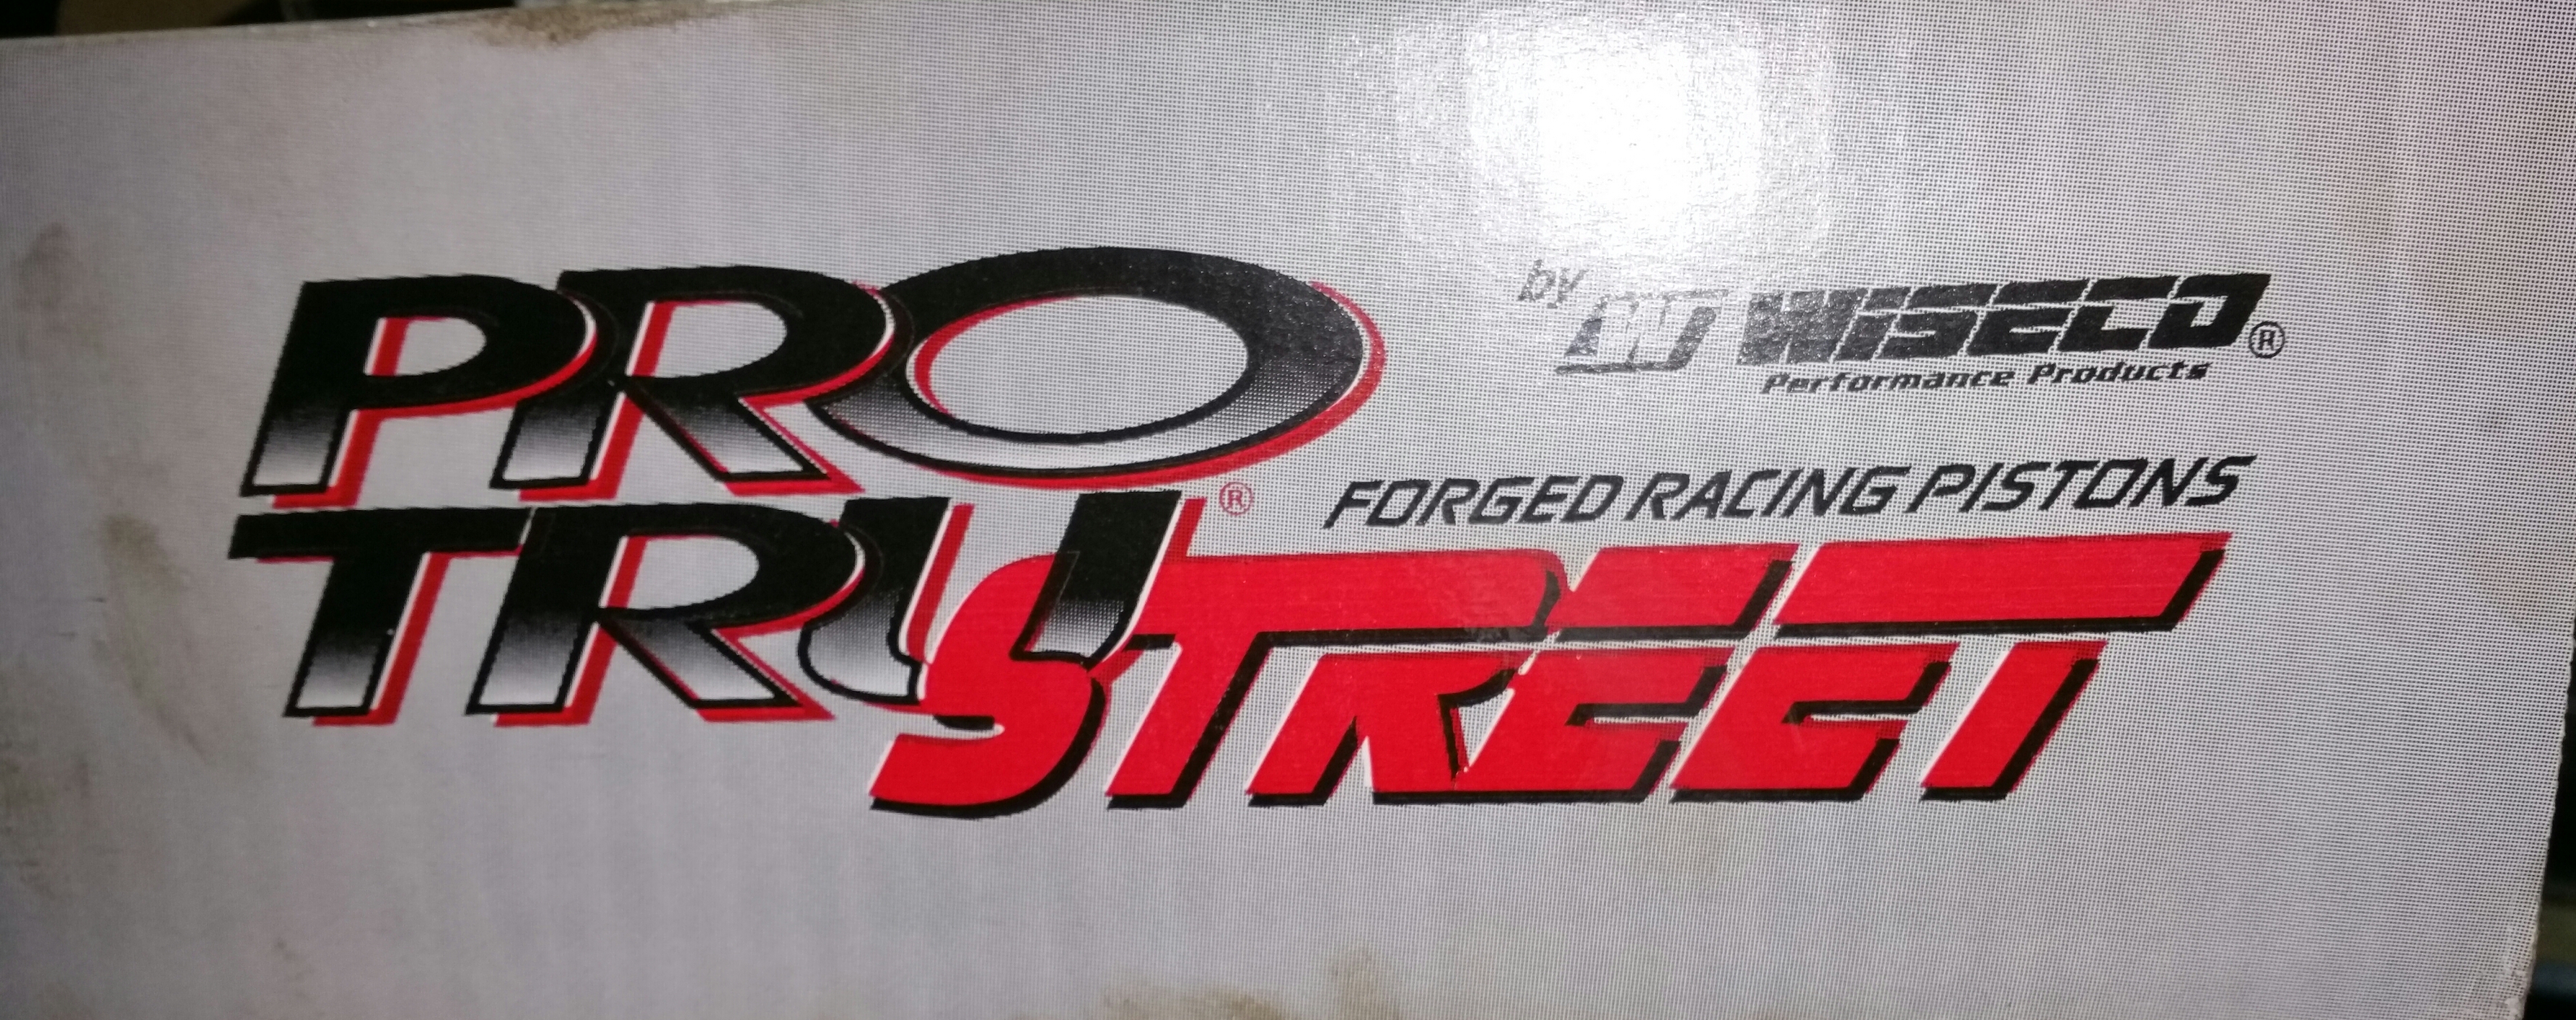 PRO
TRU®
STREET
by W WISECO®
Performance Products
FORGED RACING PISTONS